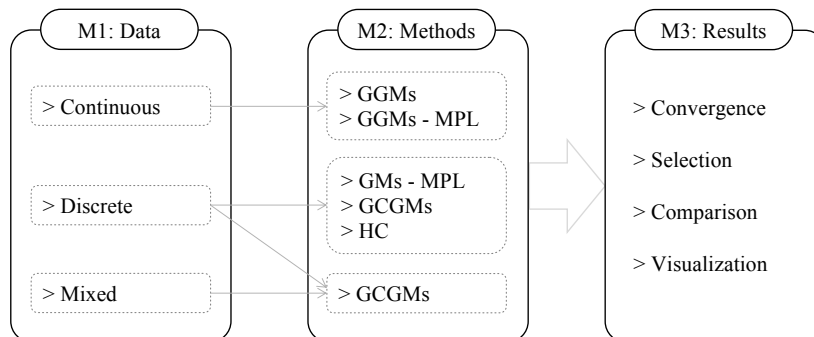 M1: Data
> Continuous
> Discrete
> Mixed
M2: Methods
> GGMs
> GGMs - MPL
> GMs - MPL
> GCGMs
> HC
> GCGMs
M3: Results
> Convergence
> Selection
> Comparison
> Visualization